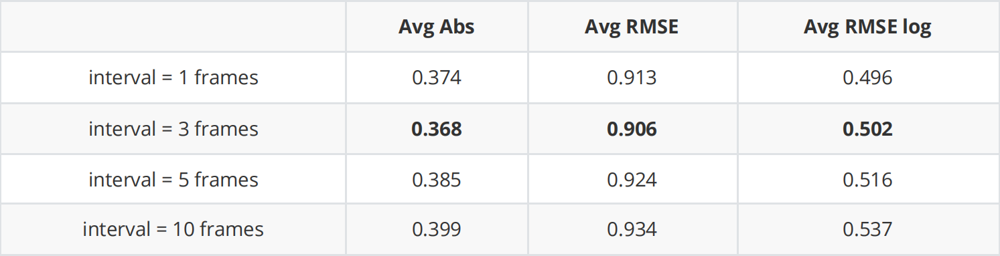 Avg Abs Avg RMSE Avg RMSE log
interval = 1 frames 0.374 0.913 0.496
interval = 3 frames 0.368 0.906 0.502
interval = 5 frames 0.385 0.924 0.516
interval = 10 frames 0.399 0.934 0.537